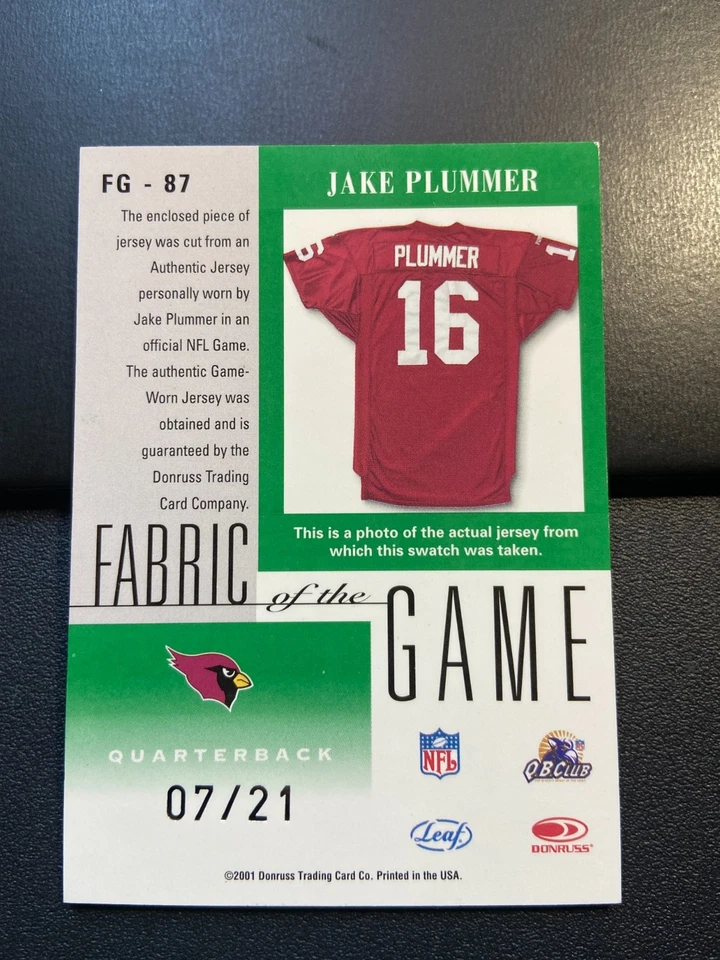 FG - 87
JAKE PLUMMER
The enclosed piece of
jersey was cut from an
Authentic Jersey
personally worn by
Jake Plummer in an
official NFL Game.
The authentic Game-
Worn Jersey was
obtained and is
guaranteed by the
Donruss Trading
Card Company.
16
PLUMMER
1
16
This is a photo of the actual jersey from
which this swatch was taken.
FABRIC of the GAME
QUARTERBACK
07/21
NFL
QB CLUB
Leaf
DONRUSS
©2001 Donruss Trading Card Co. Printed in the USA.